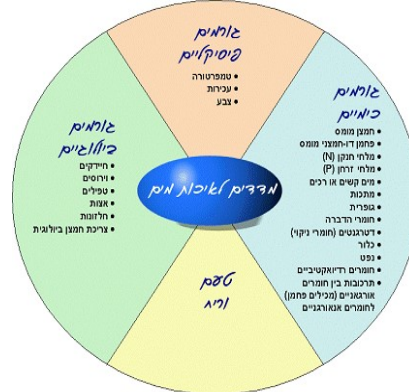 גורמים
פיסיקליים
• טמפרטורה
• עכירות
• צבע
גורמים
כימיים
• חמצן מומס
• פחמן דו-חמצני מומס
• מלחי חנקן (N)
• מלחי זרחן (P)
• מים קשים או רכים
• מתכות
• גופרית
• חומרי הדברה
• דטרגנטים (חומרי ניקוי)
• כלור
• נפט
• חומרים רדיואקטיביים
• תרכובות בין חומרים
אורגאניים (מכילים פחמן)
לחומרים אנאורגניים
גורמים
ביולוגיים
• חיידקים
• וירוסים
• טפילים
• אצות
• חלזונות
• צריכת חמצן ביולוגית
מדדים לאיכות מים
טעם
וריח